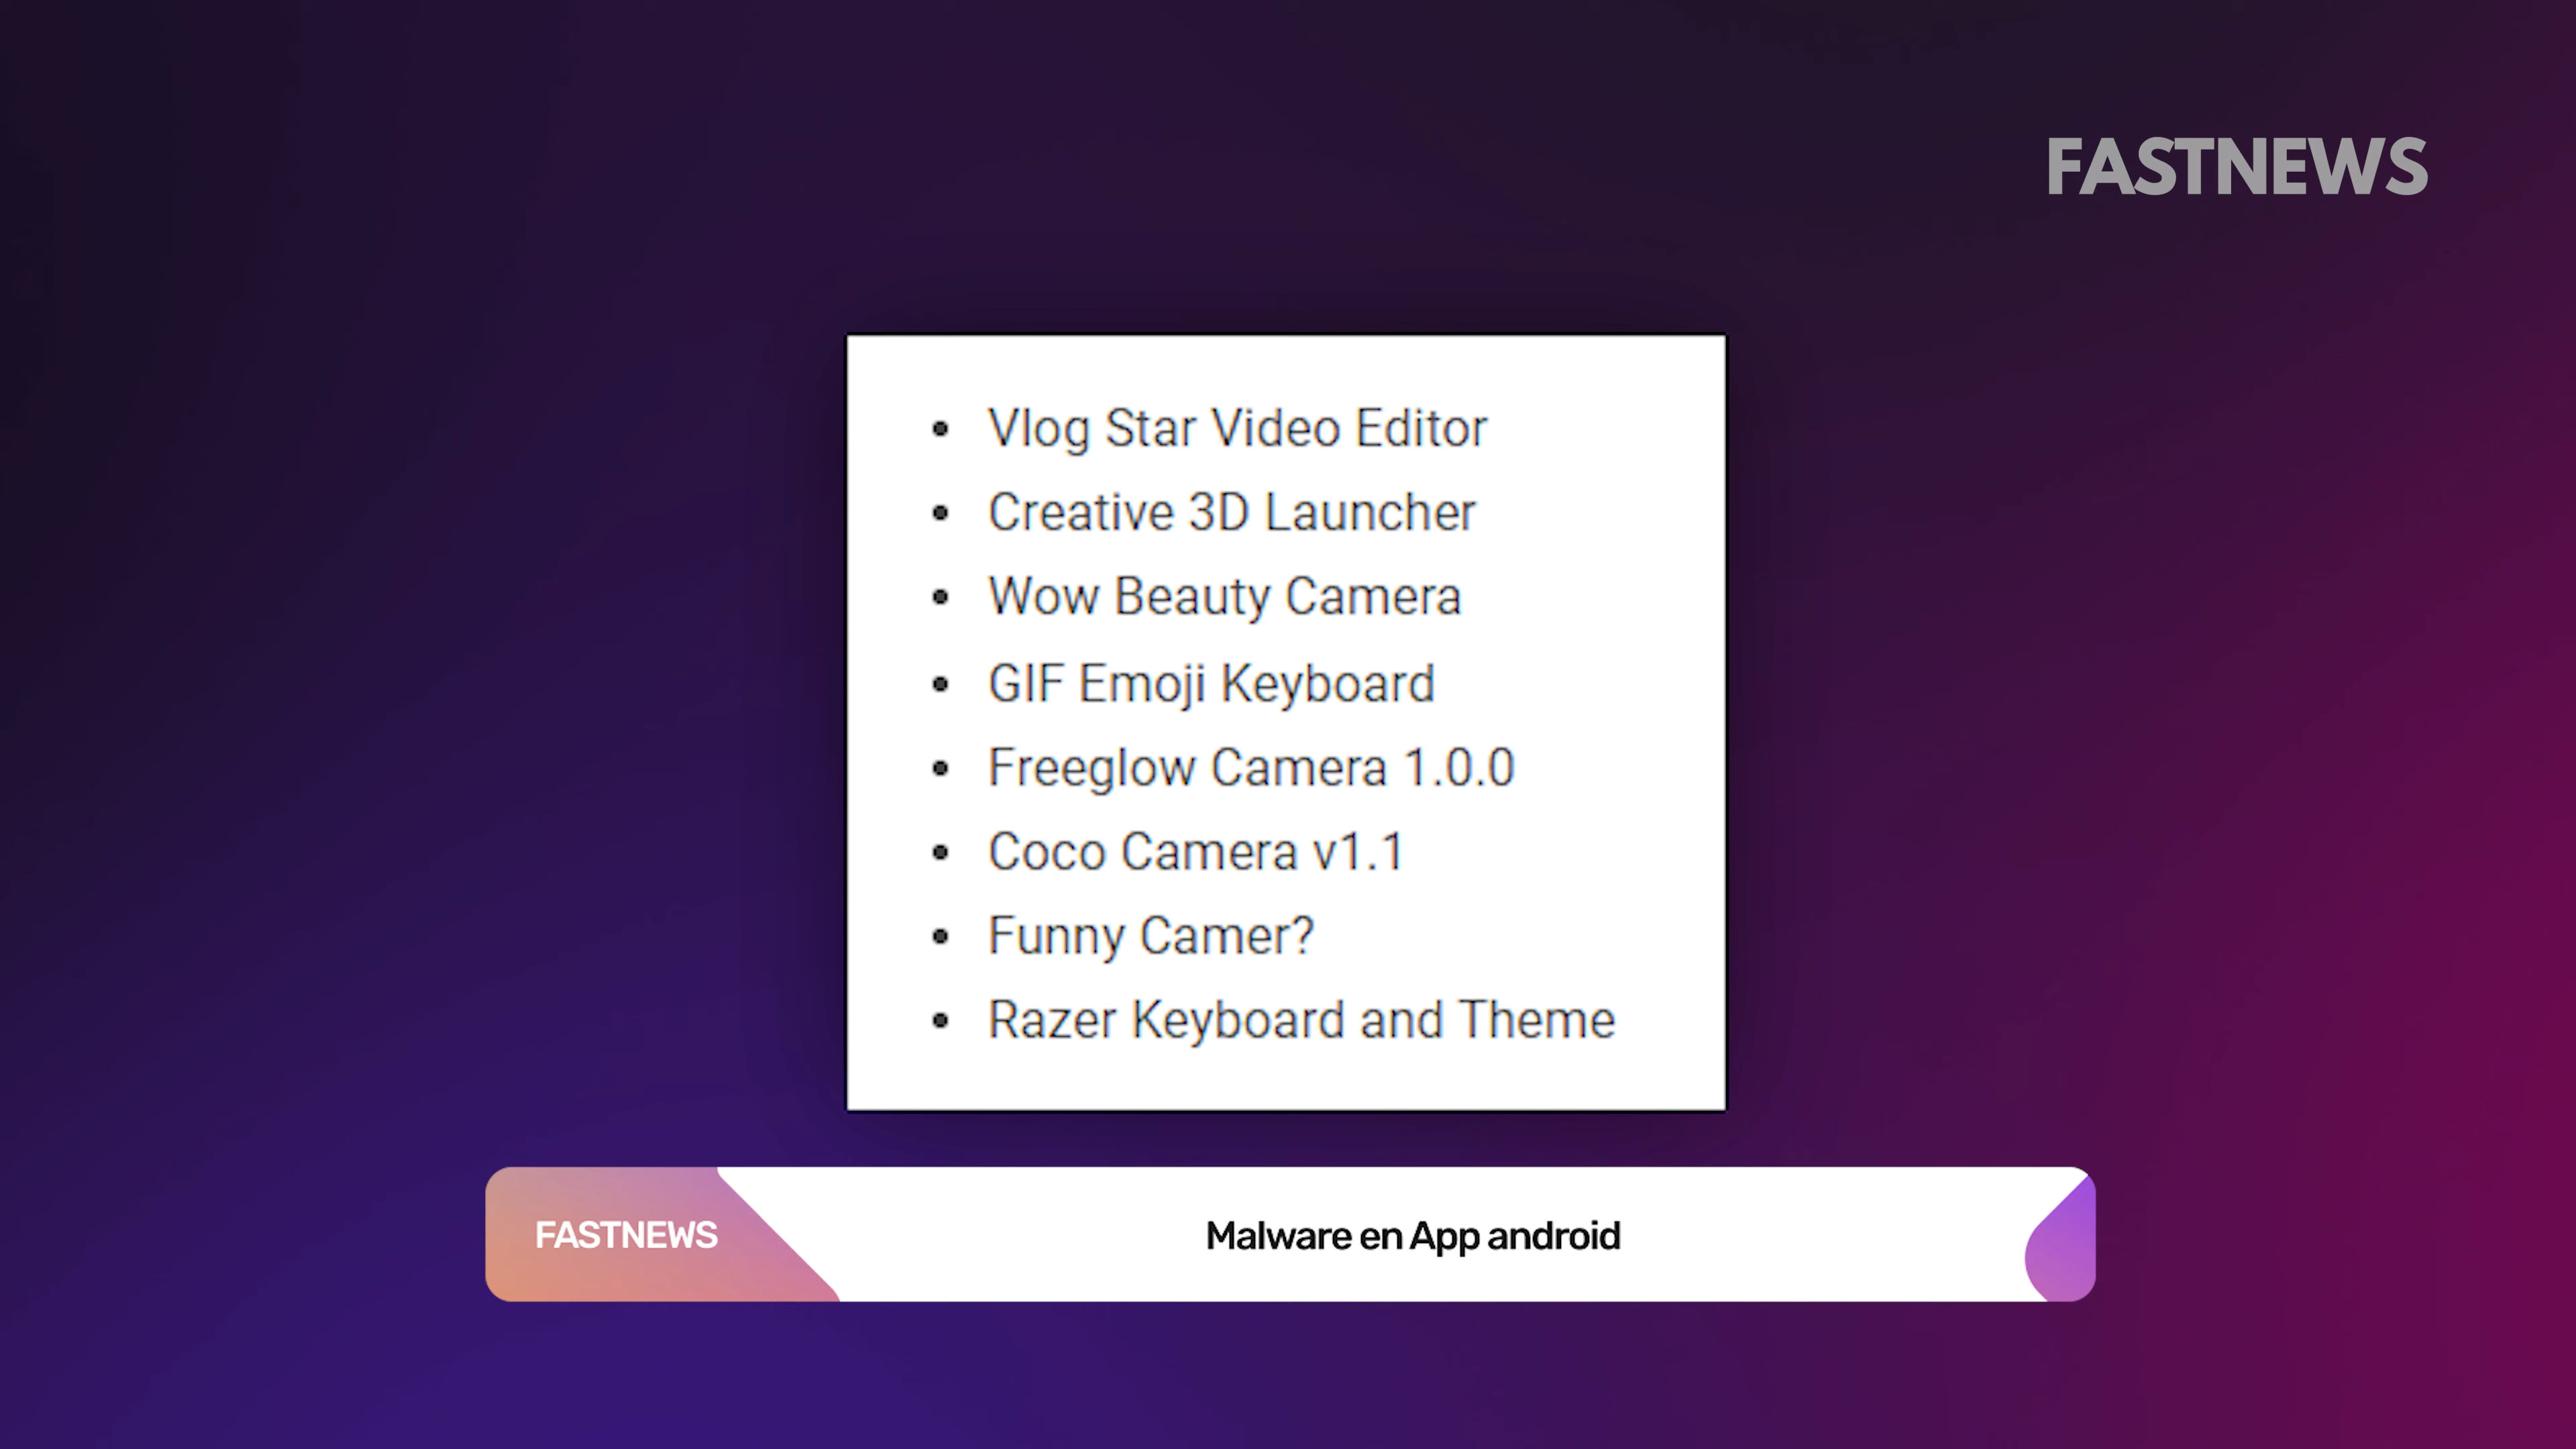 FASTNEWS
• Vlog Star Video Editor
• Creative 3D Launcher
• Wow Beauty Camera
• GIF Emoji Keyboard
• Freeglow Camera 1.0.0
• Coco Camera v1.1
• Funny Camer?
• Razer Keyboard and Theme
FASTNEWS
Malware en App android